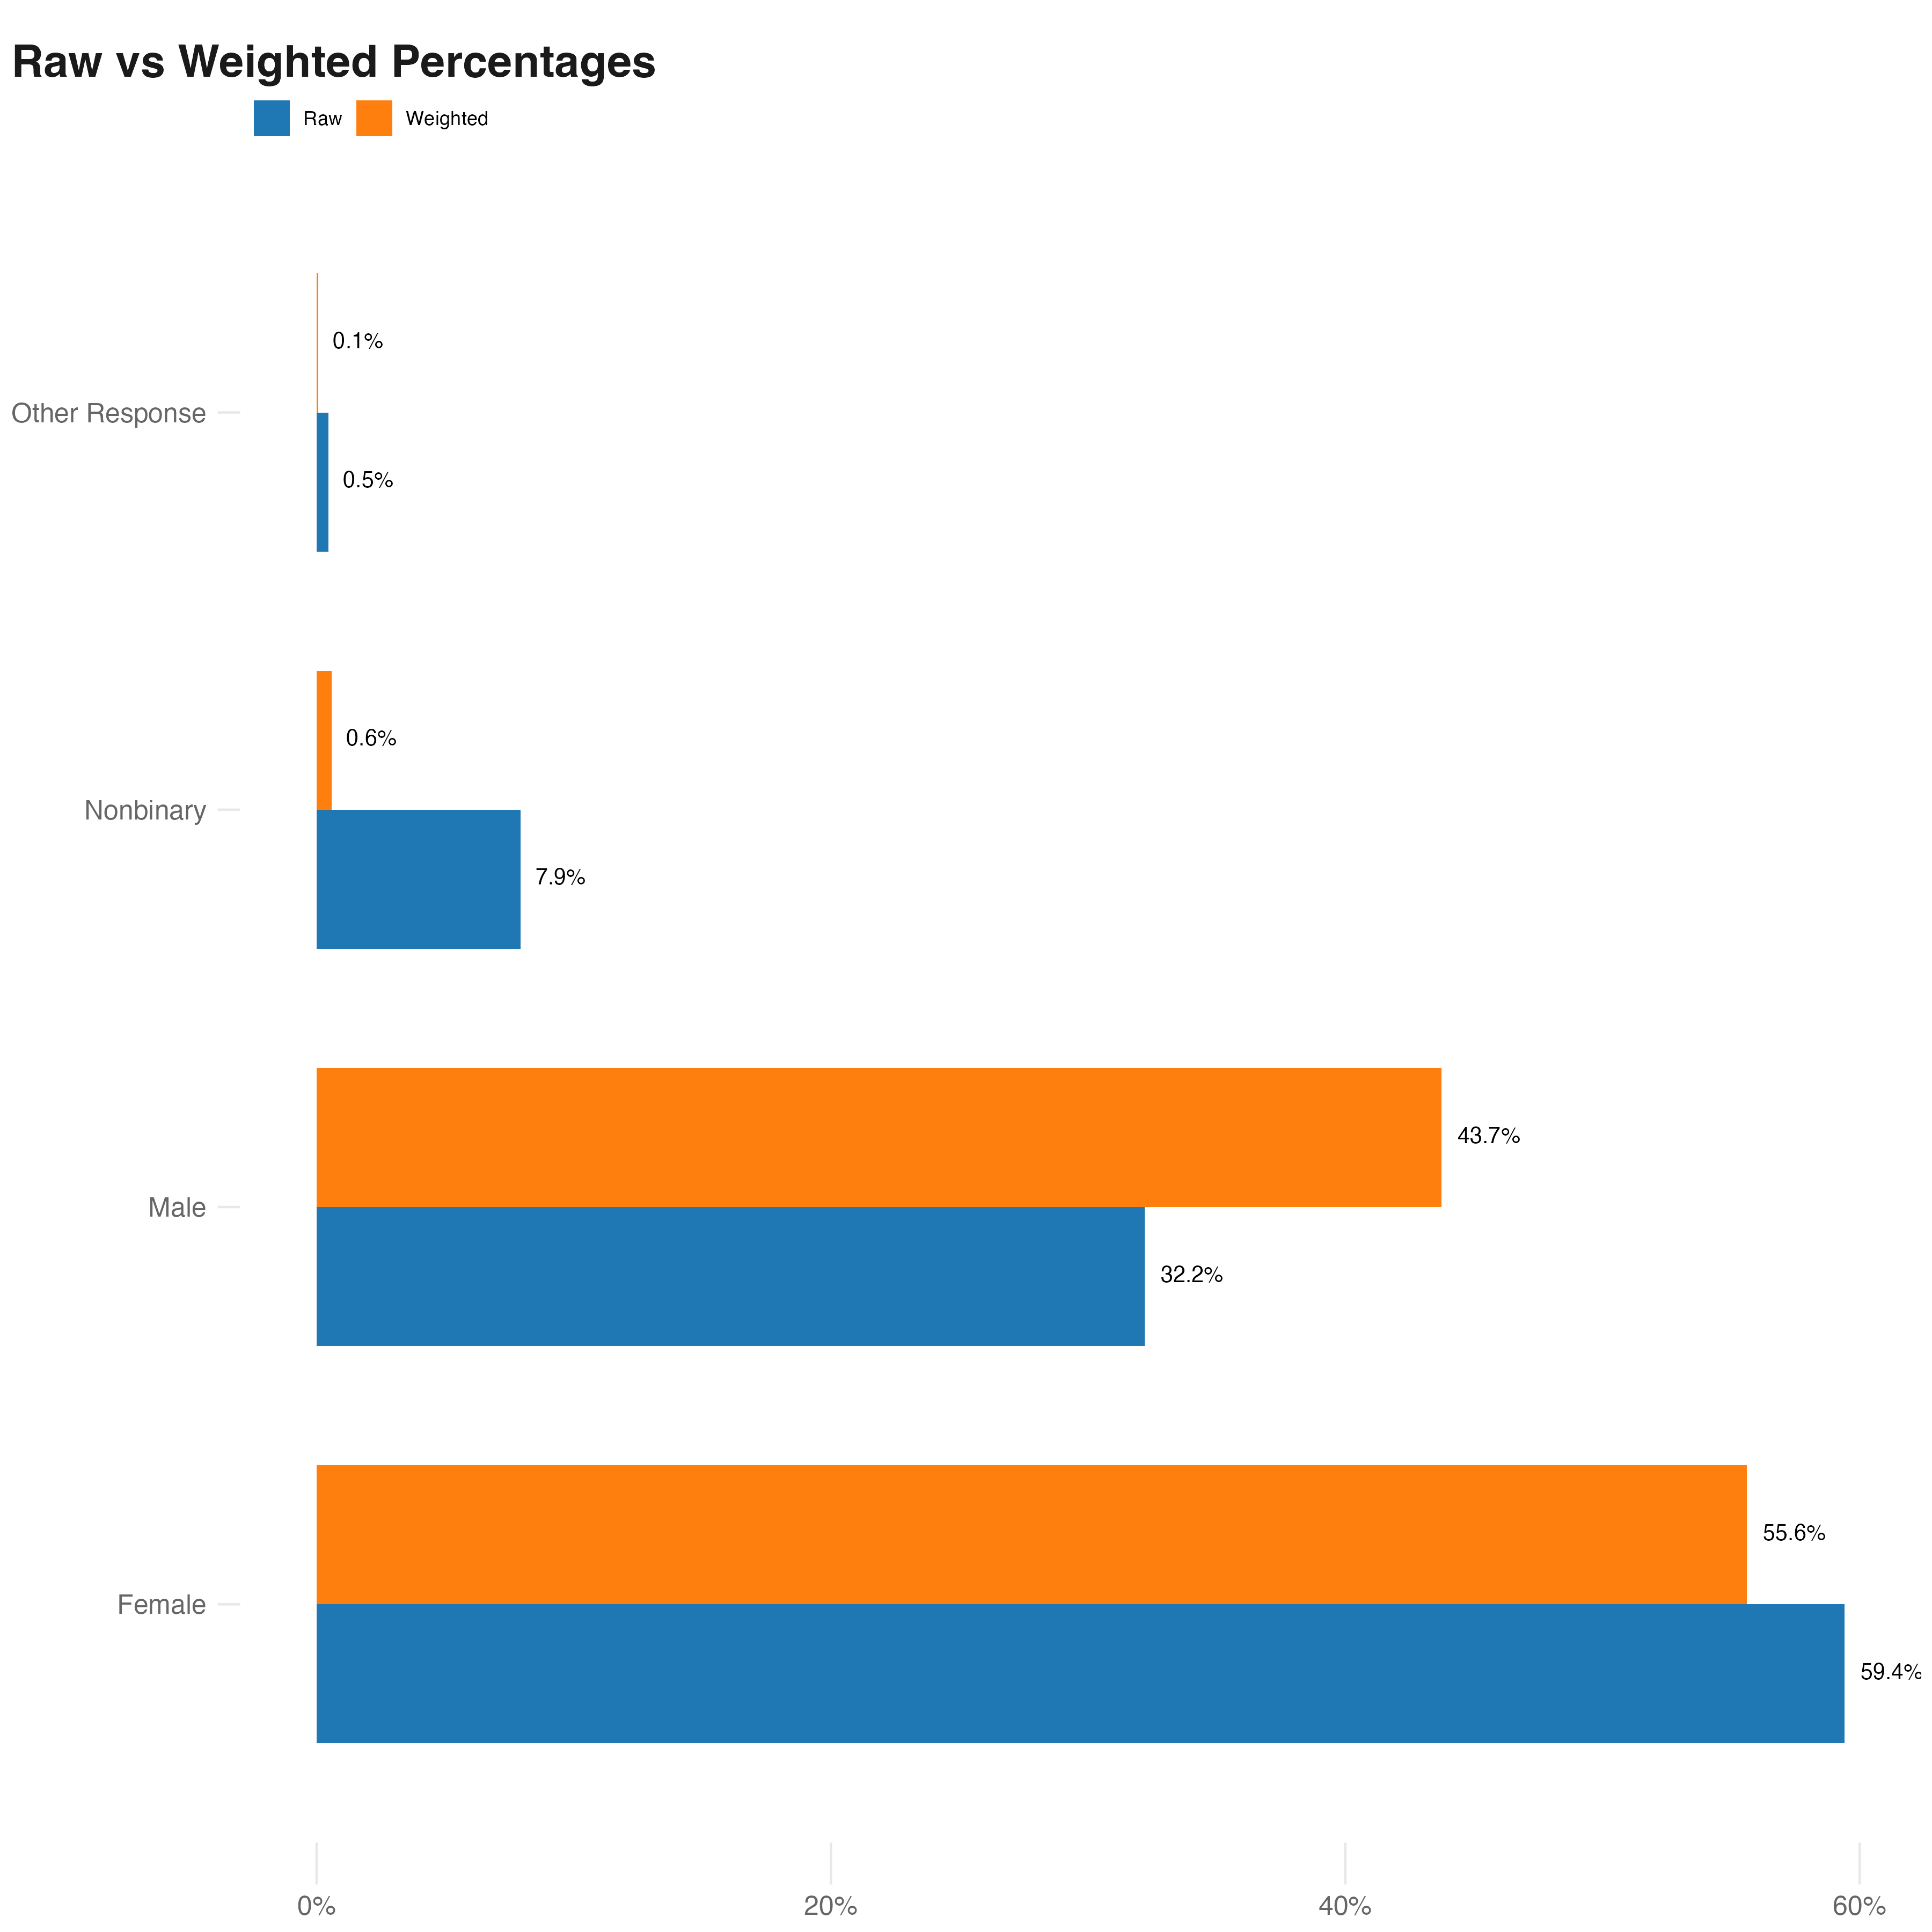 Raw vs Weighted Percentages
Raw Weighted
0.1%
Other Response
0.5%
0.6%
Nonbinary
7.9%
43.7%
Male
32.2%
55.6%
Female
59.4%
0% 20% 40% 60%